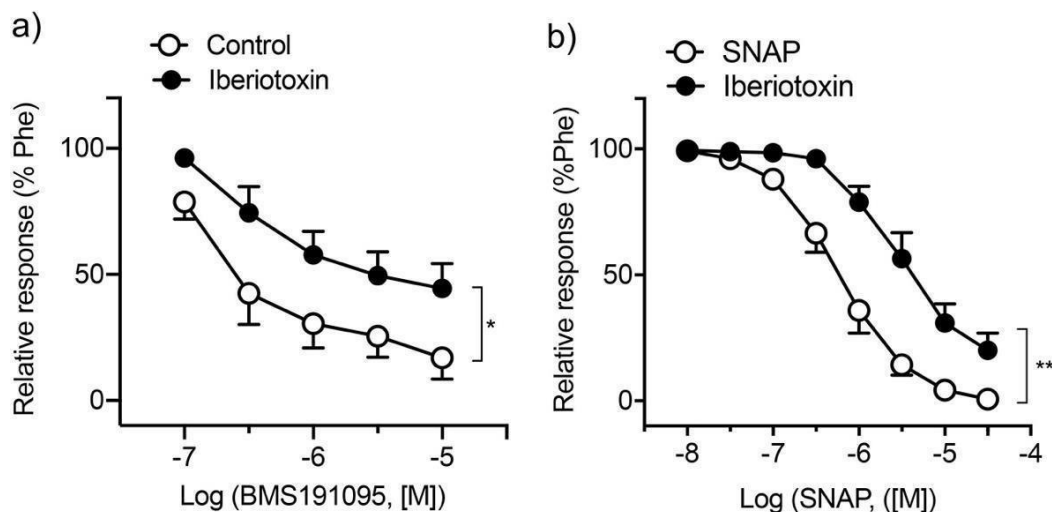 a)
Control
Iberiotoxin
Relative response (% Phe)
100
50
0
-7
-6
-5
Log (BMS191095, [M])
*
b)
SNAP
Iberiotoxin
Relative response (%Phe)
100
50
0
-8
-7
-6
-5
-4
Log (SNAP, ([M])
**